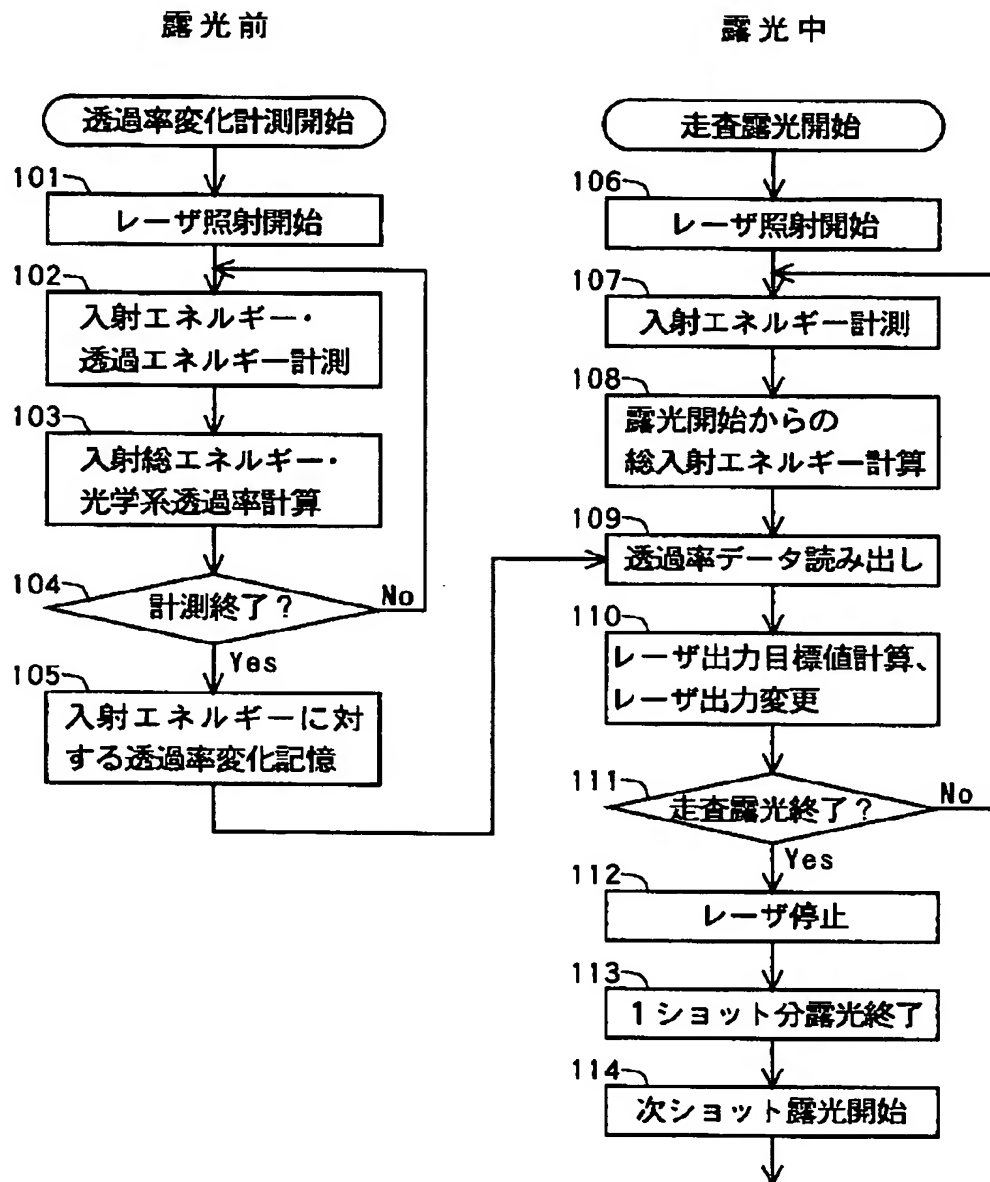 露光前
透過率変化計測開始
101
レーザ照射開始
102
入射エネルギー・
透過エネルギー計測
103
入射総エネルギー・
光学系透過率計算
104
計測終了？
No
Yes
105
入射エネルギーに対
する透過率変化記憶
露光中
走査露光開始
106
レーザ照射開始
107
入射エネルギー計測
108
露光開始からの
総入射エネルギー計算
109
透過率データ読み出し
110
レーザ出力目標値計算、
レーザ出力変更
111
走査露光終了？
No
Yes
112
レーザ停止
113
1ショット分露光終了
114
次ショット露光開始